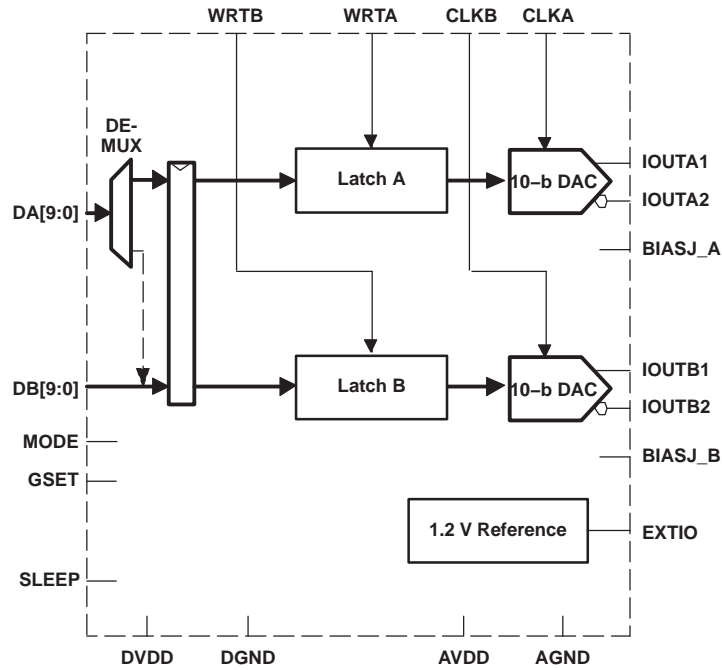 WRTB
WRTA
CLKB
CLKA
DE-
MUX
IOUTA1
Latch A
10–b DAC
IOUTA2
DA[9:0]
BIASJ_A
IOUTB1
DB[9:0]
Latch B
10–b DAC
IOUTB2
MODE
BIASJ_B
GSET
1.2 V Reference
EXTIO
SLEEP
DVDD
DGND
AVDD
AGND